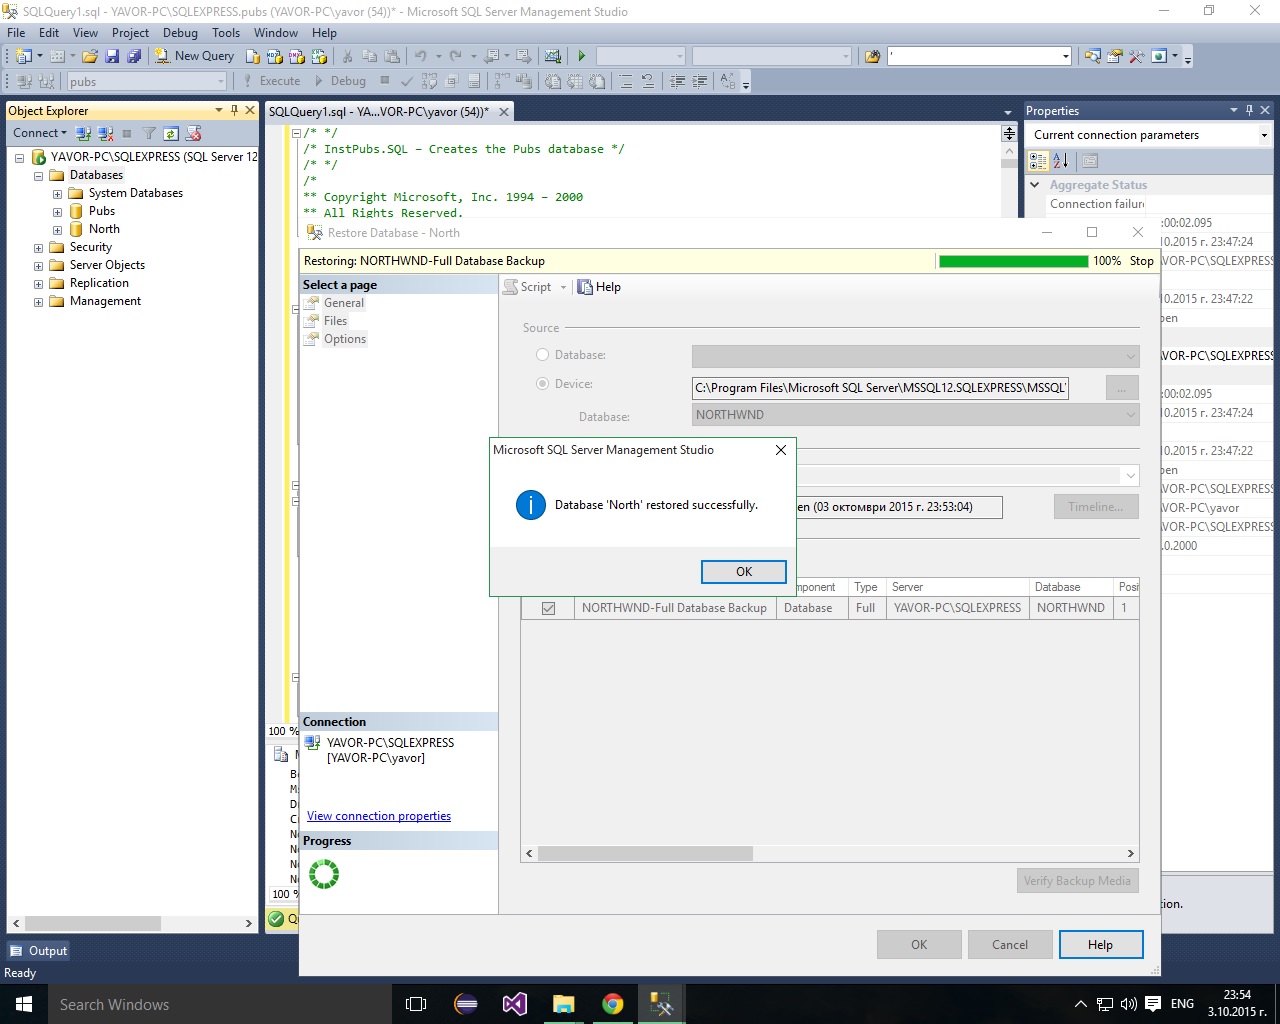 SQLQuery1.sql - YAVOR-PC\SQLEXPRESS.pubs (YAVOR-PC\yavor (54))* - Microsoft SQL Server Management Studio
File Edit View Project Debug Tools Window Help
New Query
'
pubs
! Execute
Debug
Object Explorer
Connect
YAVOR-PC\SQLEXPRESS (SQL Server 12
Databases
System Databases
Pubs
North
Security
Server Objects
Replication
Management
SQLQuery1.sql - YA...VOR-PC\yavor (54))*
/* */
/* InstPubs.SQL - Creates the Pubs database */
/* */
/*
** Copyright Microsoft, Inc. 1994 - 2000
** All Rights Reserved.
100 %
100 %
Properties
Current connection parameters
Aggregate Status
Connection failure
:00:02.095
.10.2015 г. 23:47:24
VOR-PC\SQLEXPRESS
.10.2015 г. 23:47:22
pen
VOR-PC\SQLEXPRESS
:00:02.095
.10.2015 г. 23:47:24
.10.2015 г. 23:47:22
pen
VOR-PC\SQLEXPRESS
VOR-PC\yavor
VOR-PC\SQLEXPRESS
.0.2000
tion.
Restore Database - North
Restoring: NORTHWND-Full Database Backup
100% Stop
Select a page
General
Files
Options
Script
Help
Source
Database:
Device:
C:\Program Files\Microsoft SQL Server\MSSQL12.SQLEXPRESS\MSSQL\
...
Database:
NORTHWND
en (03 октомври 2015 г. 23:53:04)
Timeline...
mponent Type Server Database Posi
NORTHWND-Full Database Backup Database Full YAVOR-PC\SQLEXPRESS NORTHWND 1
Microsoft SQL Server Management Studio
Database 'North' restored successfully.
OK
Connection
YAVOR-PC\SQLEXPRESS
[YAVOR-PC\yavor]
View connection properties
Progress
Verify Backup Media
OK Cancel Help
Output
Ready
Search Windows
ENG
23:54
3.10.2015 г.